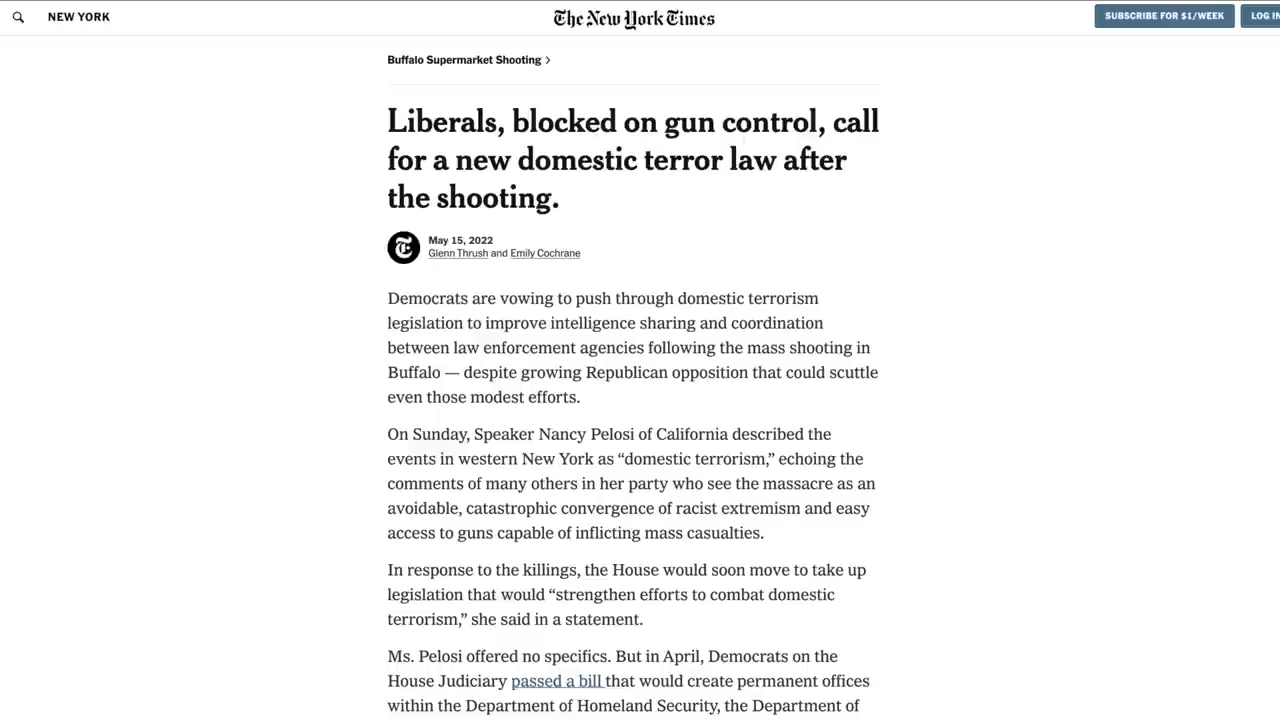 NEW YORK
The New York Times
SUBSCRIBE FOR $1/WEEK
LOG IN
Buffalo Supermarket Shooting >
Liberals, blocked on gun control, call
for a new domestic terror law after
the shooting.
May 15, 2022
Glenn Thrush and Emily Cochrane
Democrats are vowing to push through domestic terrorism
legislation to improve intelligence sharing and coordination
between law enforcement agencies following the mass shooting in
Buffalo — despite growing Republican opposition that could scuttle
even those modest efforts.
On Sunday, Speaker Nancy Pelosi of California described the
events in western New York as “domestic terrorism,” echoing the
comments of many others in her party who see the massacre as an
avoidable, catastrophic convergence of racist extremism and easy
access to guns capable of inflicting mass casualties.
In response to the killings, the House would soon move to take up
legislation that would “strengthen efforts to combat domestic
terrorism,” she said in a statement.
Ms. Pelosi offered no specifics. But in April, Democrats on the
House Judiciary passed a bill that would create permanent offices
within the Department of Homeland Security, the Department of